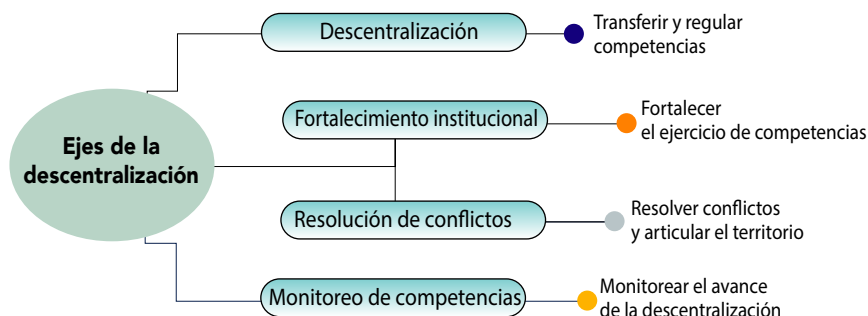 Ejes de la
descentralización
Descentralización
Transferir y regular
competencias
Fortalecimiento institucional
Fortalecer
el ejercicio de competencias
Resolución de conflictos
Resolver conflictos
y articular el territorio
Monitoreo de competencias
Monitorear el avance
de la descentralización